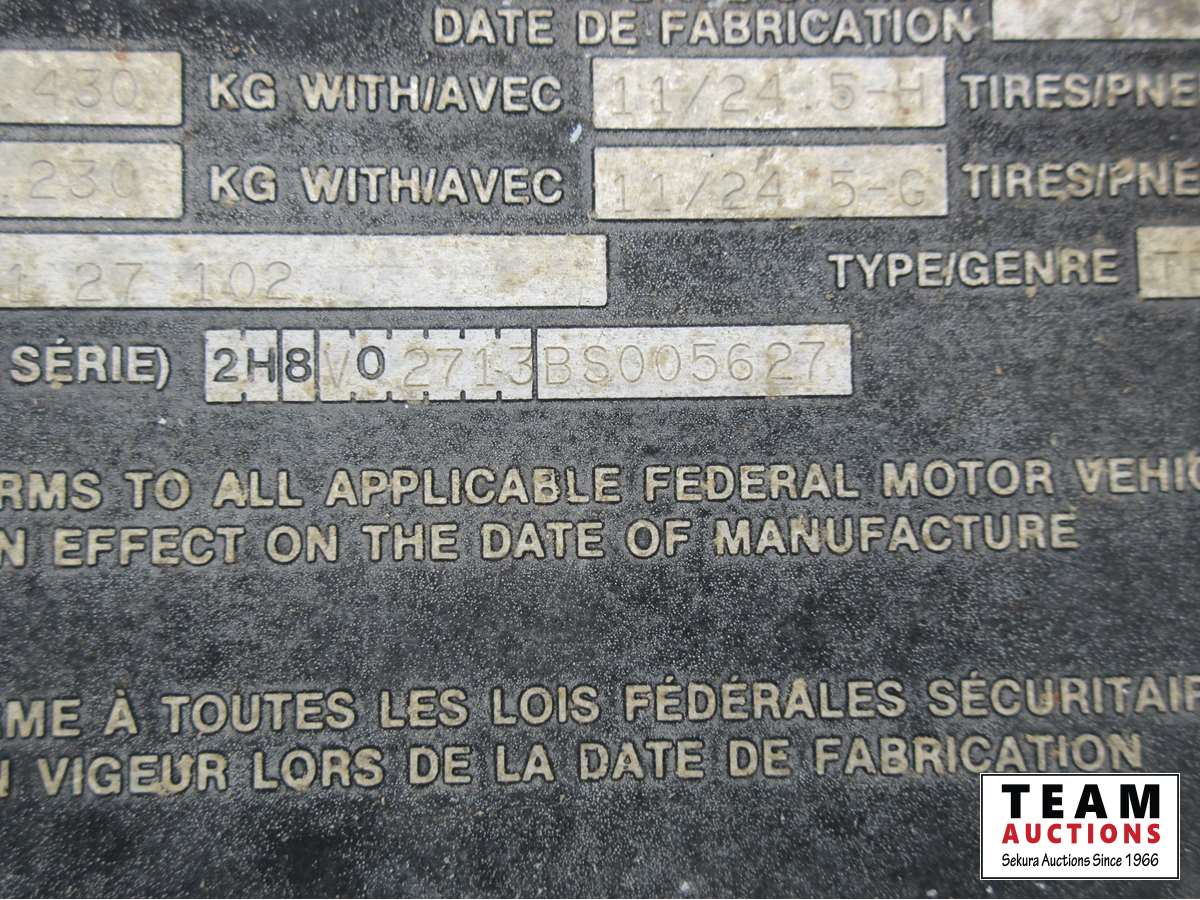 DATE DE FABRICATION
430 KG WITH/AVEC 11/24.5-H TIRES/PNE
230 KG WITH/AVEC 11/24.5-G TIRES/PNE
1 27 102 TYPE/GENRE
SÉRIE) 2H8V02713BS005627
RMS TO ALL APPLICABLE FEDERAL MOTOR VEHIC
N EFFECT ON THE DATE OF MANUFACTURE
ME À TOUTES LES LOIS FÉDÉRALES SÉCURITAIR
N VIGEUR LORS DE LA DATE DE FABRICATION
TEAM
AUCTIONS
Sekura Auctions Since 1966